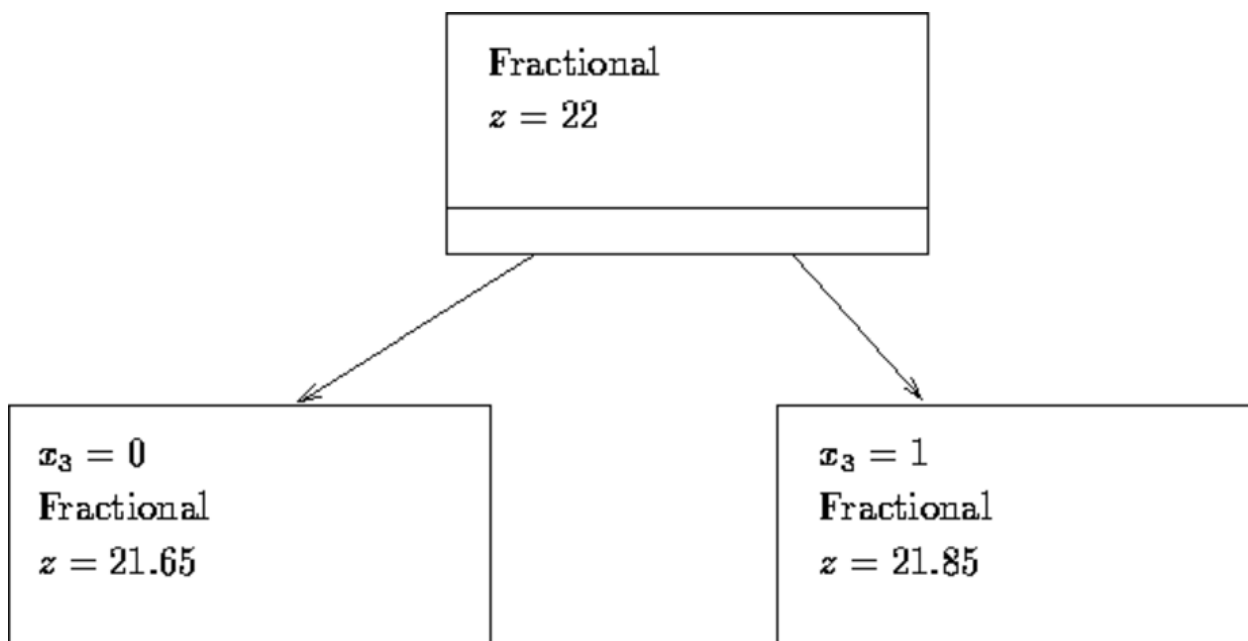 Fractional
z = 22
x₃ = 0
Fractional
z = 21.65
x₃ = 1
Fractional
z = 21.85